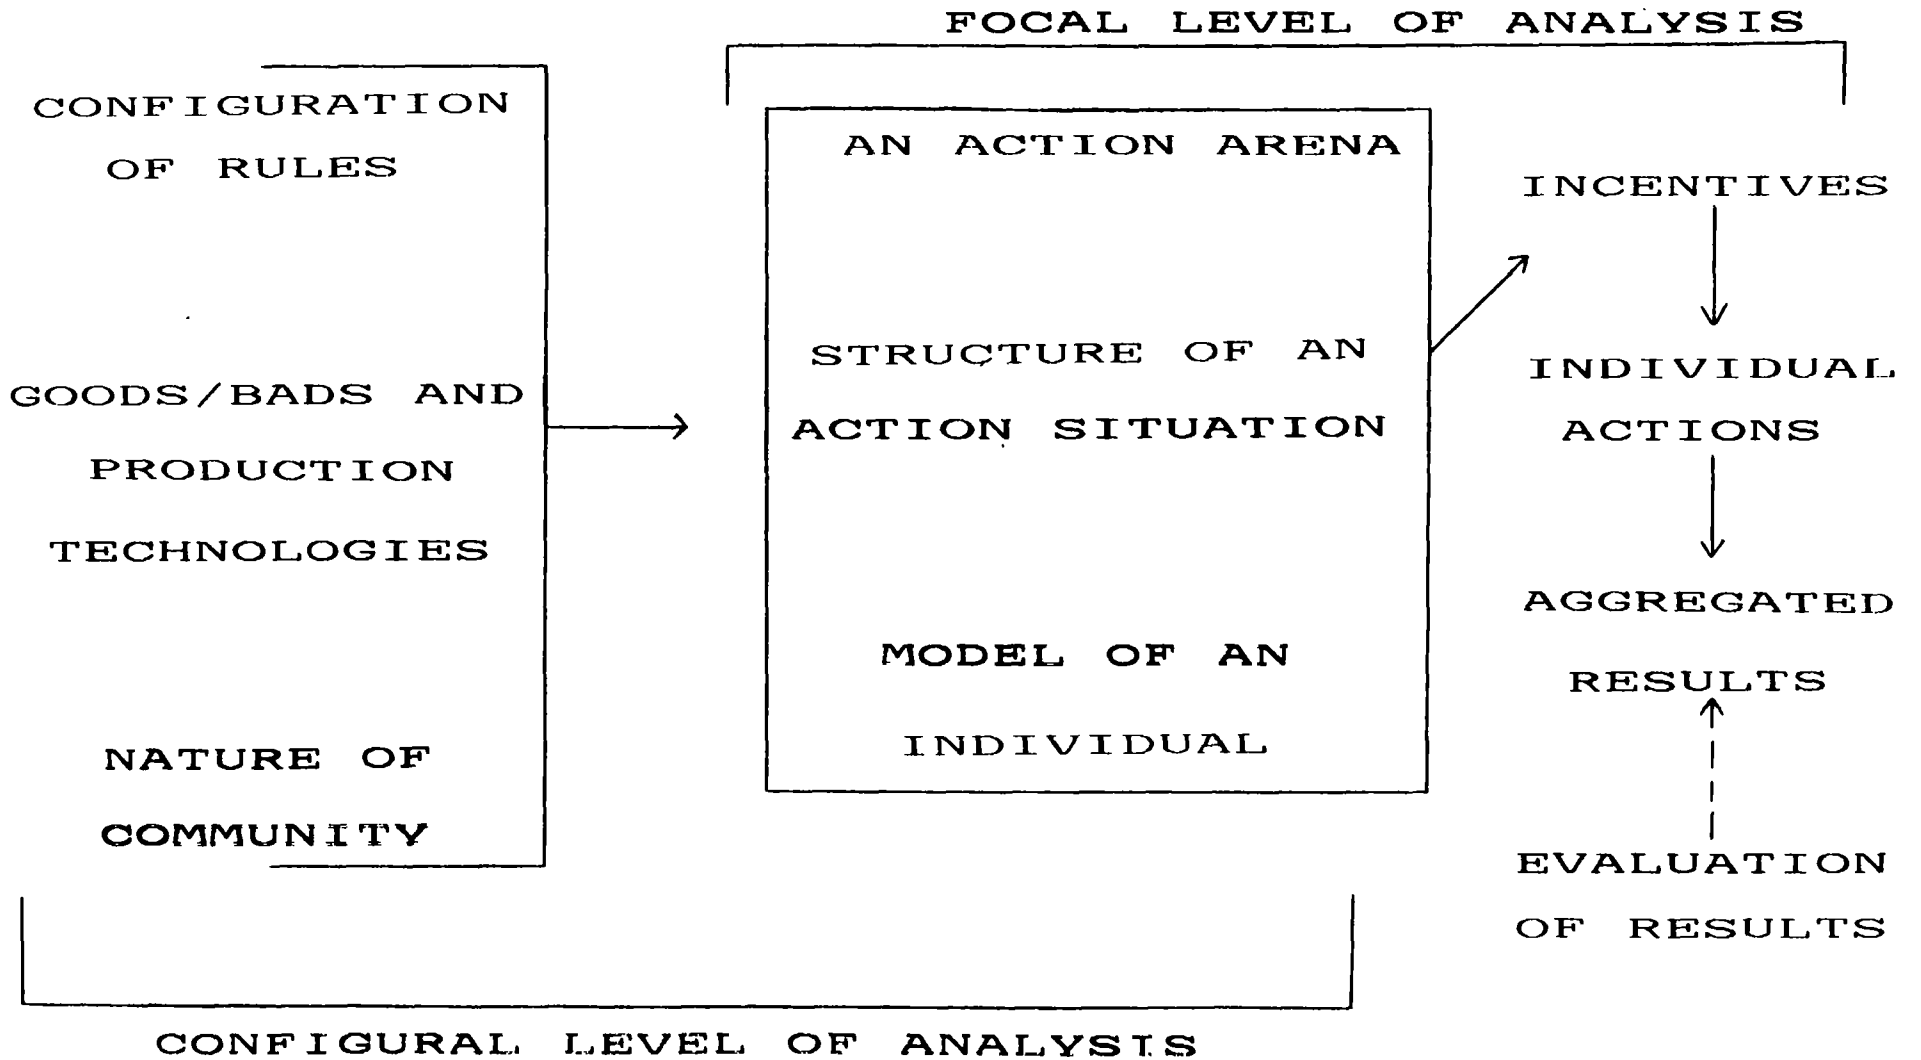 FOCAL LEVEL OF ANALYSIS
CONFIGURATION
OF RULES
GOODS/BADS AND
PRODUCTION
TECHNOLOGIES
NATURE OF
COMMUNITY
AN ACTION ARENA
STRUCTURE OF AN
ACTION SITUATION
MODEL OF AN
INDIVIDUAL
INCENTIVES
INDIVIDUAL
ACTIONS
AGGREGATED
RESULTS
EVALUATION
OF RESULTS
CONFIGURAL LEVEL OF ANALYSIS